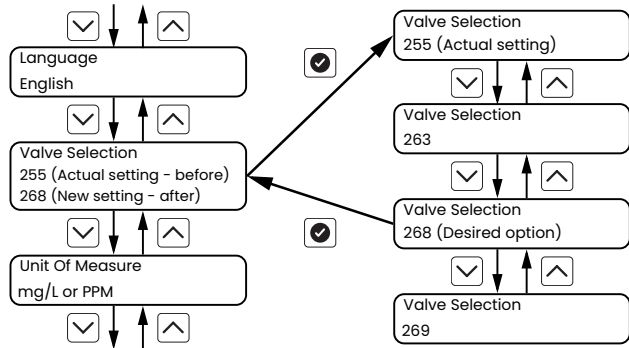 Language
English
Valve Selection
255 (Actual setting - before)
268 (New setting - after)
Unit Of Measure
mg/L or PPM
Valve Selection
255 (Actual setting)
Valve Selection
263
Valve Selection
268 (Desired option)
Valve Selection
269